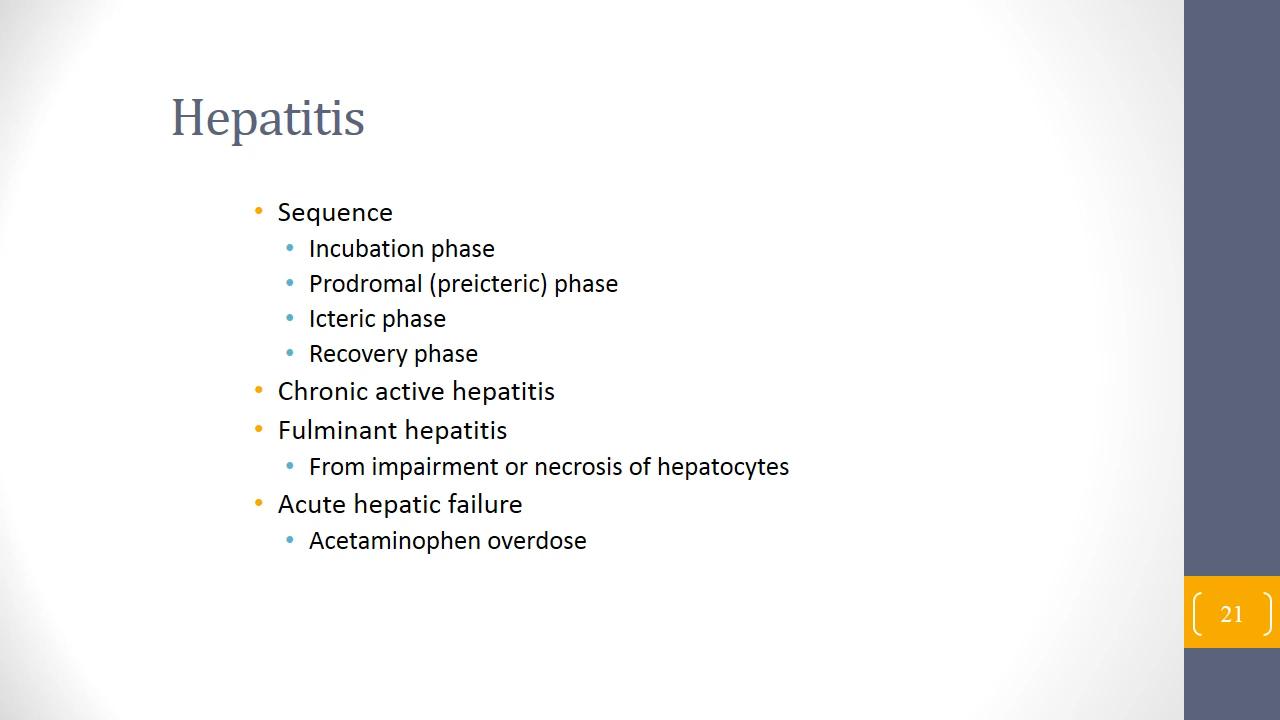 Hepatitis
• Sequence
• Incubation phase
• Prodromal (preicteric) phase
• Icteric phase
• Recovery phase
• Chronic active hepatitis
• Fulminant hepatitis
• From impairment or necrosis of hepatocytes
• Acute hepatic failure
• Acetaminophen overdose
21